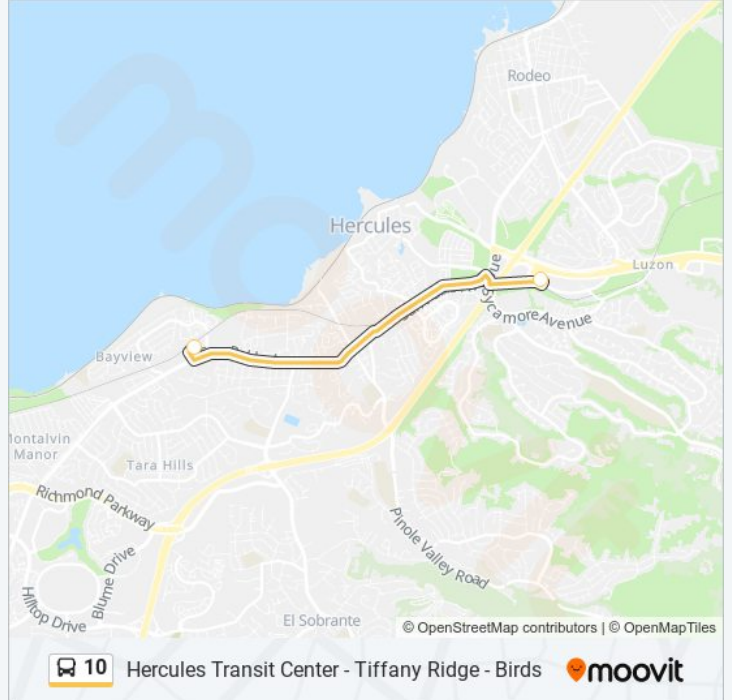 Rodeo
Hercules
Luzon
Sycamore Avenue
Bayview
Montalvin
Manor
Tara Hills
Richmond Parkway
Blume Drive
Hilltop Drive
Pinole Valley Road
El Sobrante
© OpenStreetMap contributors | © OpenMapTiles
10 Hercules Transit Center - Tiffany Ridge - Birds moovit